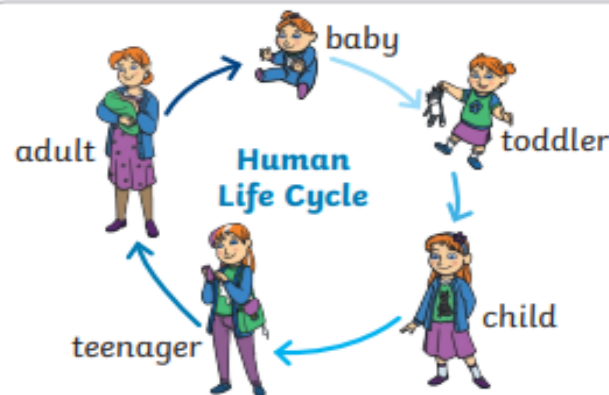 baby
toddler
adult
Human
Life Cycle
child
teenager